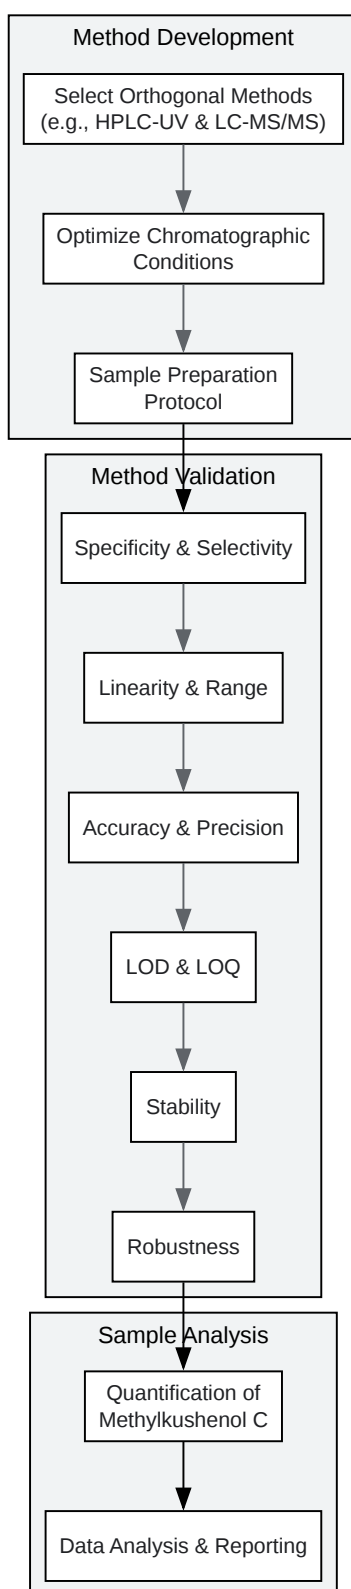 Method Development
Select Orthogonal Methods
(e.g., HPLC-UV & LC-MS/MS)
Optimize Chromatographic
Conditions
Sample Preparation
Protocol
Method Validation
Specificity & Selectivity
Linearity & Range
Accuracy & Precision
LOD & LOQ
Stability
Robustness
Sample Analysis
Quantification of
Methylkushenol C
Data Analysis & Reporting